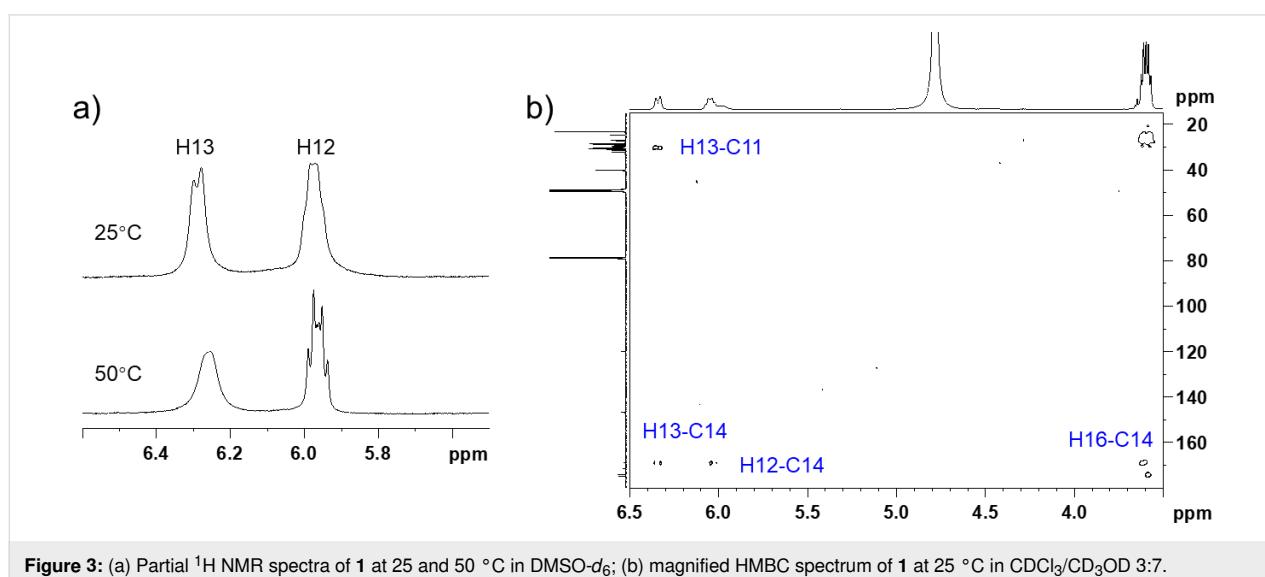 a)
H13
H12
25°C
50°C
6.4
6.2
6.0
5.8
ppm
b)
ppm
20
40
60
80
100
120
140
160
H13-C11
H13-C14
H12-C14
H16-C14
6.5
6.0
5.5
5.0
4.5
4.0
ppm
Figure 3: (a) Partial ¹H NMR spectra of 1 at 25 and 50 °C in DMSO-d₆; (b) magnified HMBC spectrum of 1 at 25 °C in CDCl₃/CD₃OD 3:7.